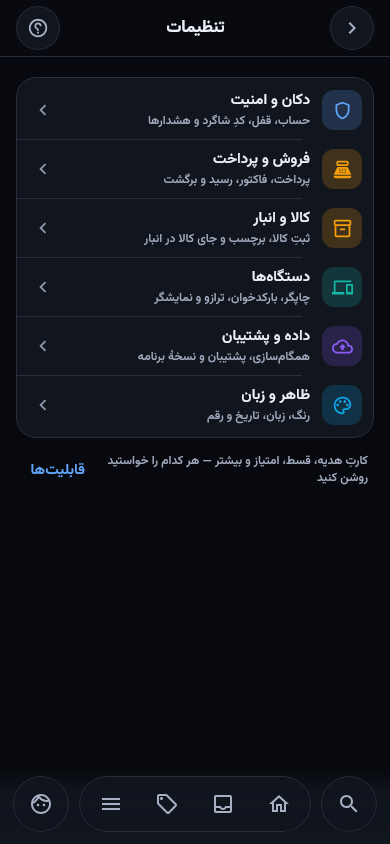 تنظیمات
دکان و امنیت
حساب، قفل، کدِ شاگرد و هشدارها
فروش و پرداخت
پرداخت، فاکتور، رسید و برگشت
کالا و انبار
ثبتِ کالا، برچسب و جای کالا در انبار
دستگاه‌ها
چاپگر، بارکدخوان، ترازو و نمایشگر
داده و پشتیبان
همگام‌سازی، پشتیبان و نسخهٔ برنامه
ظاهر و زبان
رنگ، زبان، تاریخ و رقم
کارتِ هدیه، قسط، امتیاز و بیشتر — هر کدام را خواستید
روشن کنید
قابلیت‌ها